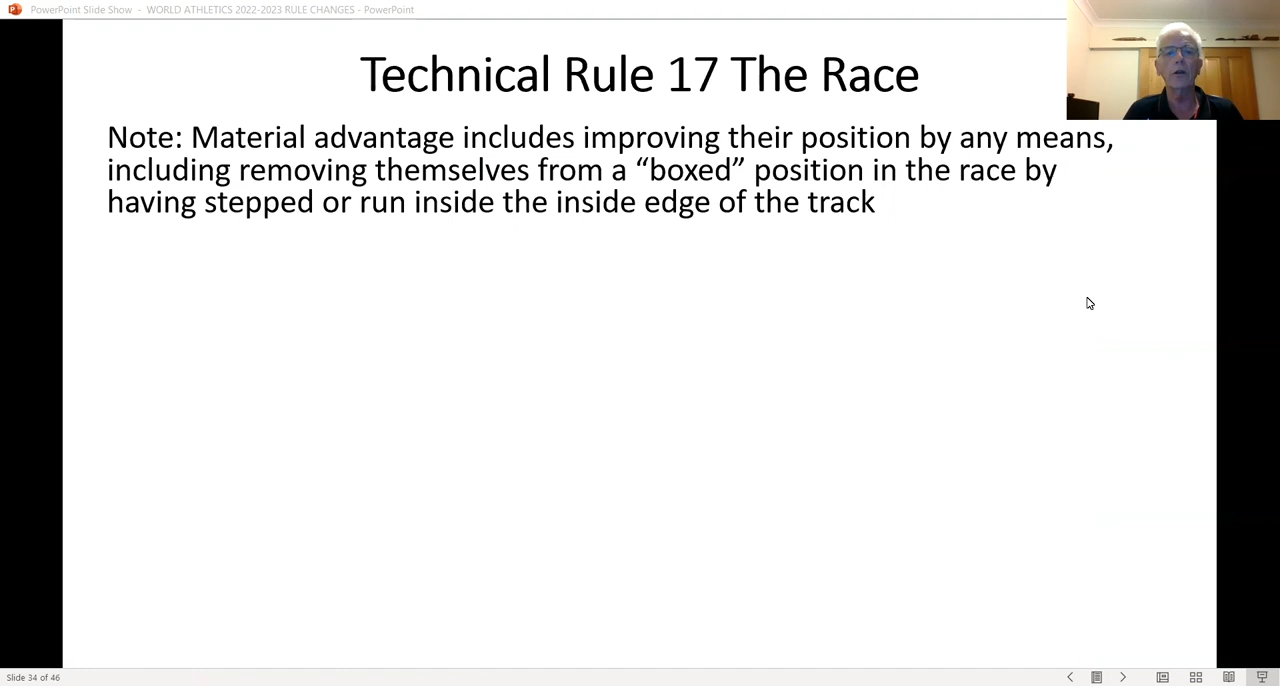 PowerPoint Slide Show - WORLD ATHLETICS 2022-2023 RULE CHANGES - PowerPoint
Technical Rule 17 The Race
Note: Material advantage includes improving their position by any means,
including removing themselves from a “boxed” position in the race by
having stepped or run inside the inside edge of the track
Slide 34 of 46